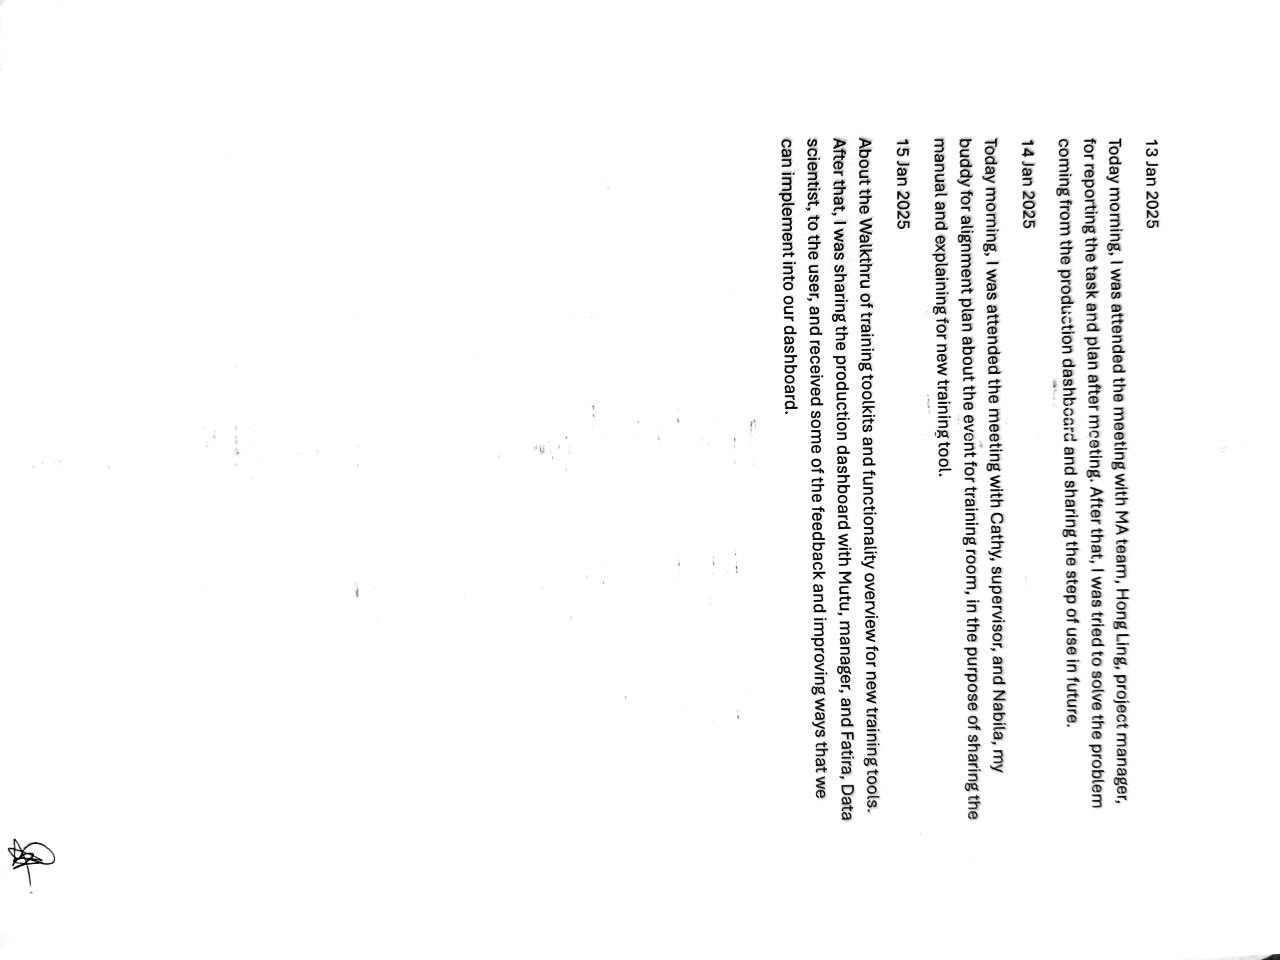 13 Jan 2025
Today morning, I was attended the meeting with MA team, Hong Ling, project manager,
for reporting the task and plan after meeting. After that, I was tried to solve the problem
coming from the production dashboard and sharing the step of use in future.
14 Jan 2025
Today morning, I was attended the meeting with Cathy, supervisor, and Nabila, my
buddy for alignment plan about the event for training room, in the purpose of sharing the
manual and explaining for new training tool.
15 Jan 2025
About the Walkthru of training toolkits and functionality overview for new training tools.
After that, I was sharing the production dashboard with Mutu, manager, and Fatira, Data
scientist, to the user, and received some of the feedback and improving ways that we
can implement into our dashboard.